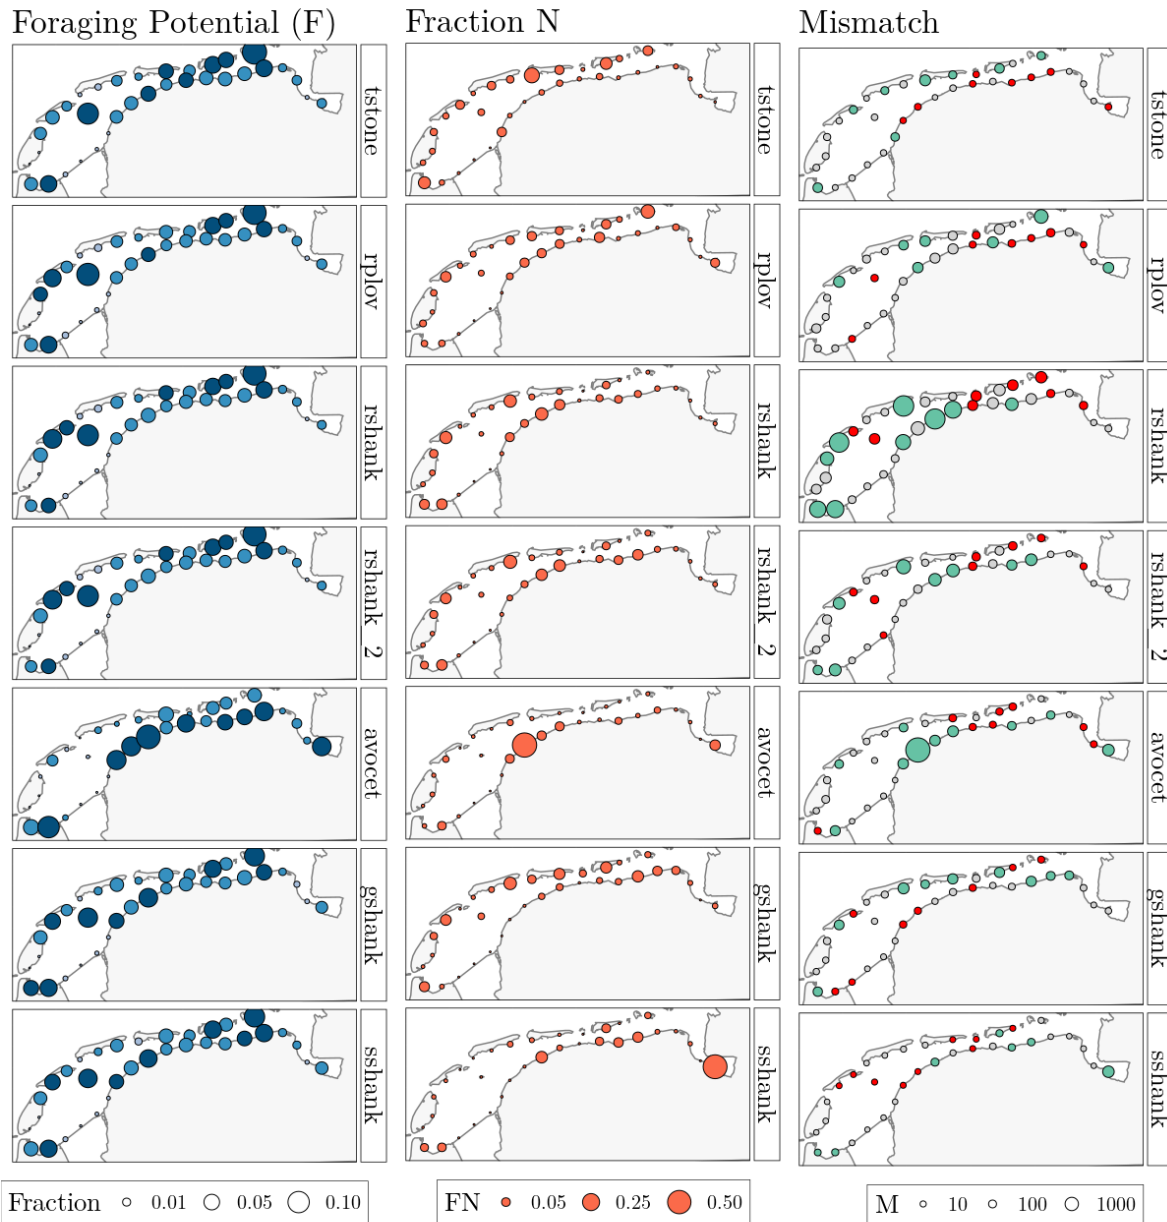 Foraging Potential (F) Fraction N Mismatch
tstone tstone tstone
rplov rplov rplov
rshank rshank rshank
rshank_2 rshank_2 rshank_2
avocet avocet avocet
gshank gshank gshank
sshank sshank sshank
Fraction 0.01 0.05 0.10 FN 0.05 0.25 0.50 M 10 100 1000